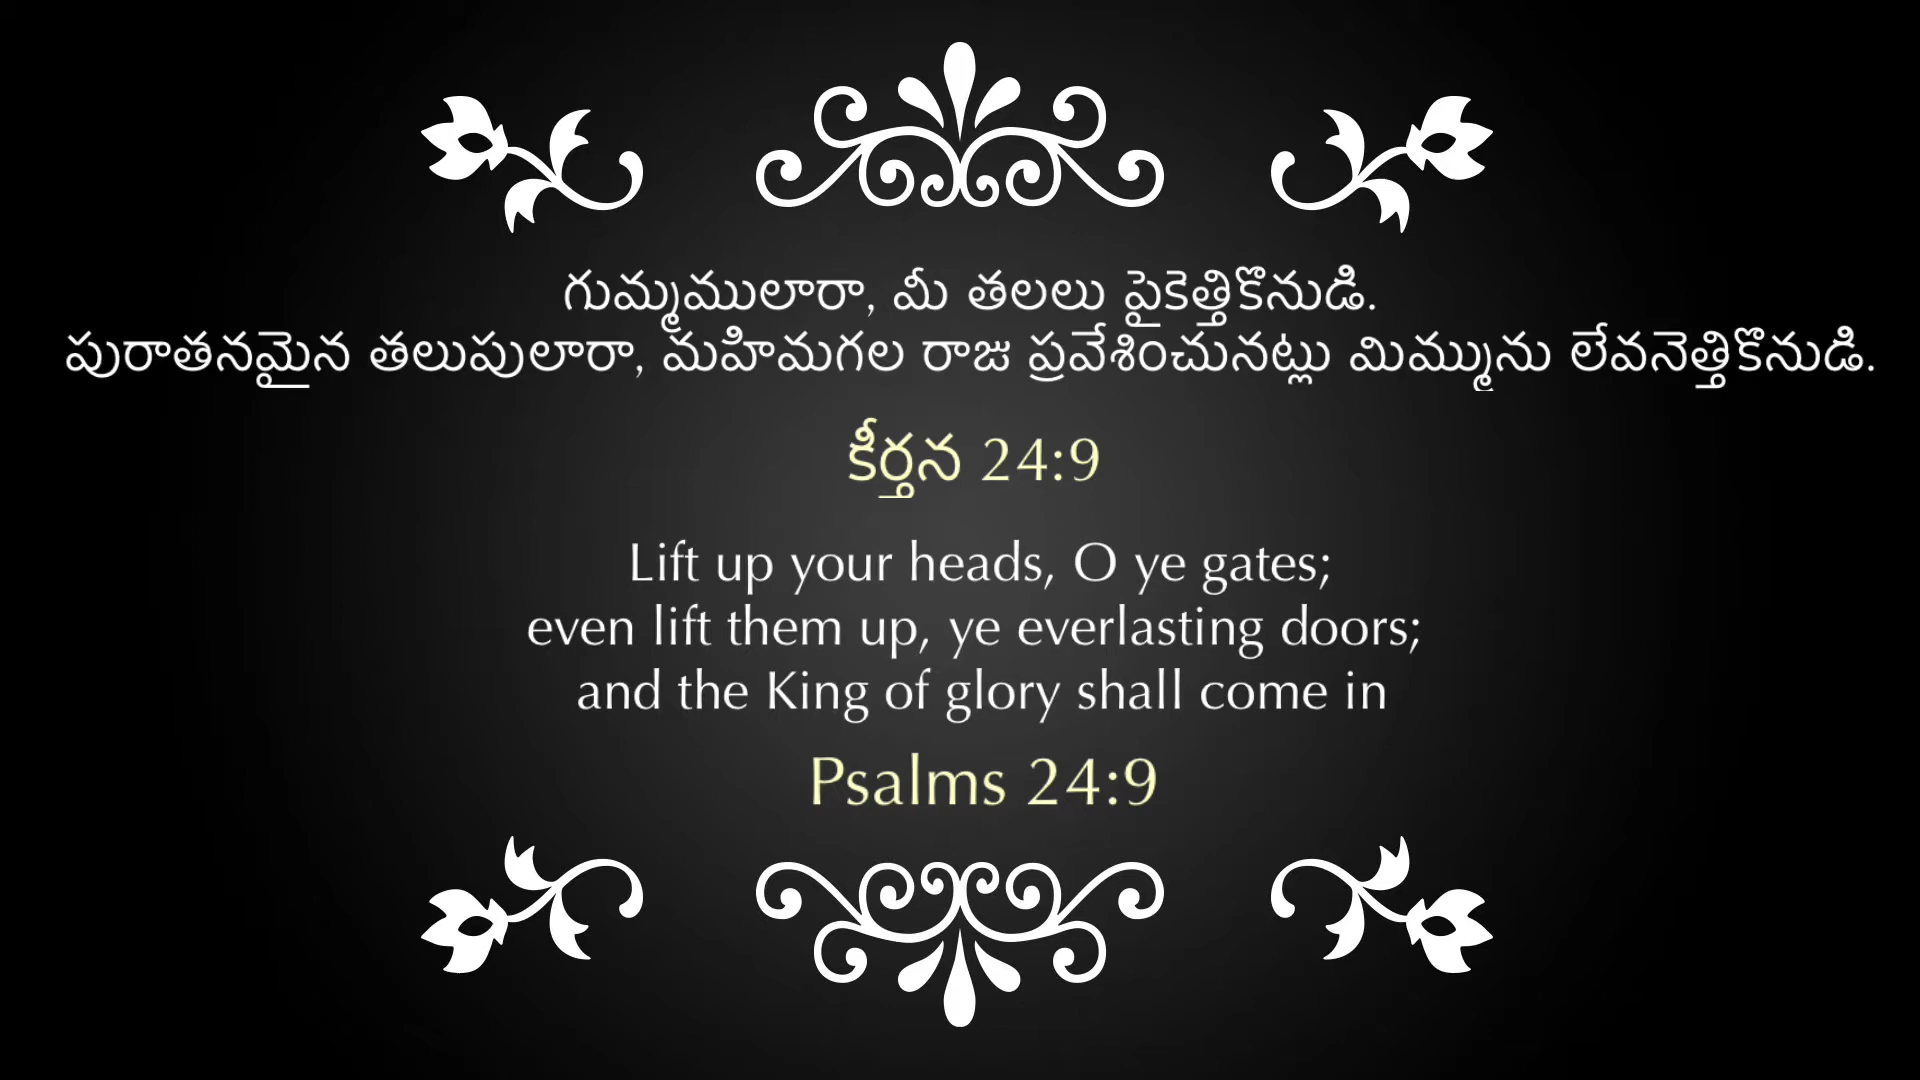 గుమ్మములారా, మీ తలలు పైకెత్తికొనుడి.
పురాతనమైన తలుపులారా, మహిమగల రాజు ప్రవేశించునట్లు మిమ్మును లేవనెత్తికొనుడి.
కీర్తన 24:9
Lift up your heads, O ye gates;
even lift them up, ye everlasting doors;
and the King of glory shall come in
Psalms 24:9